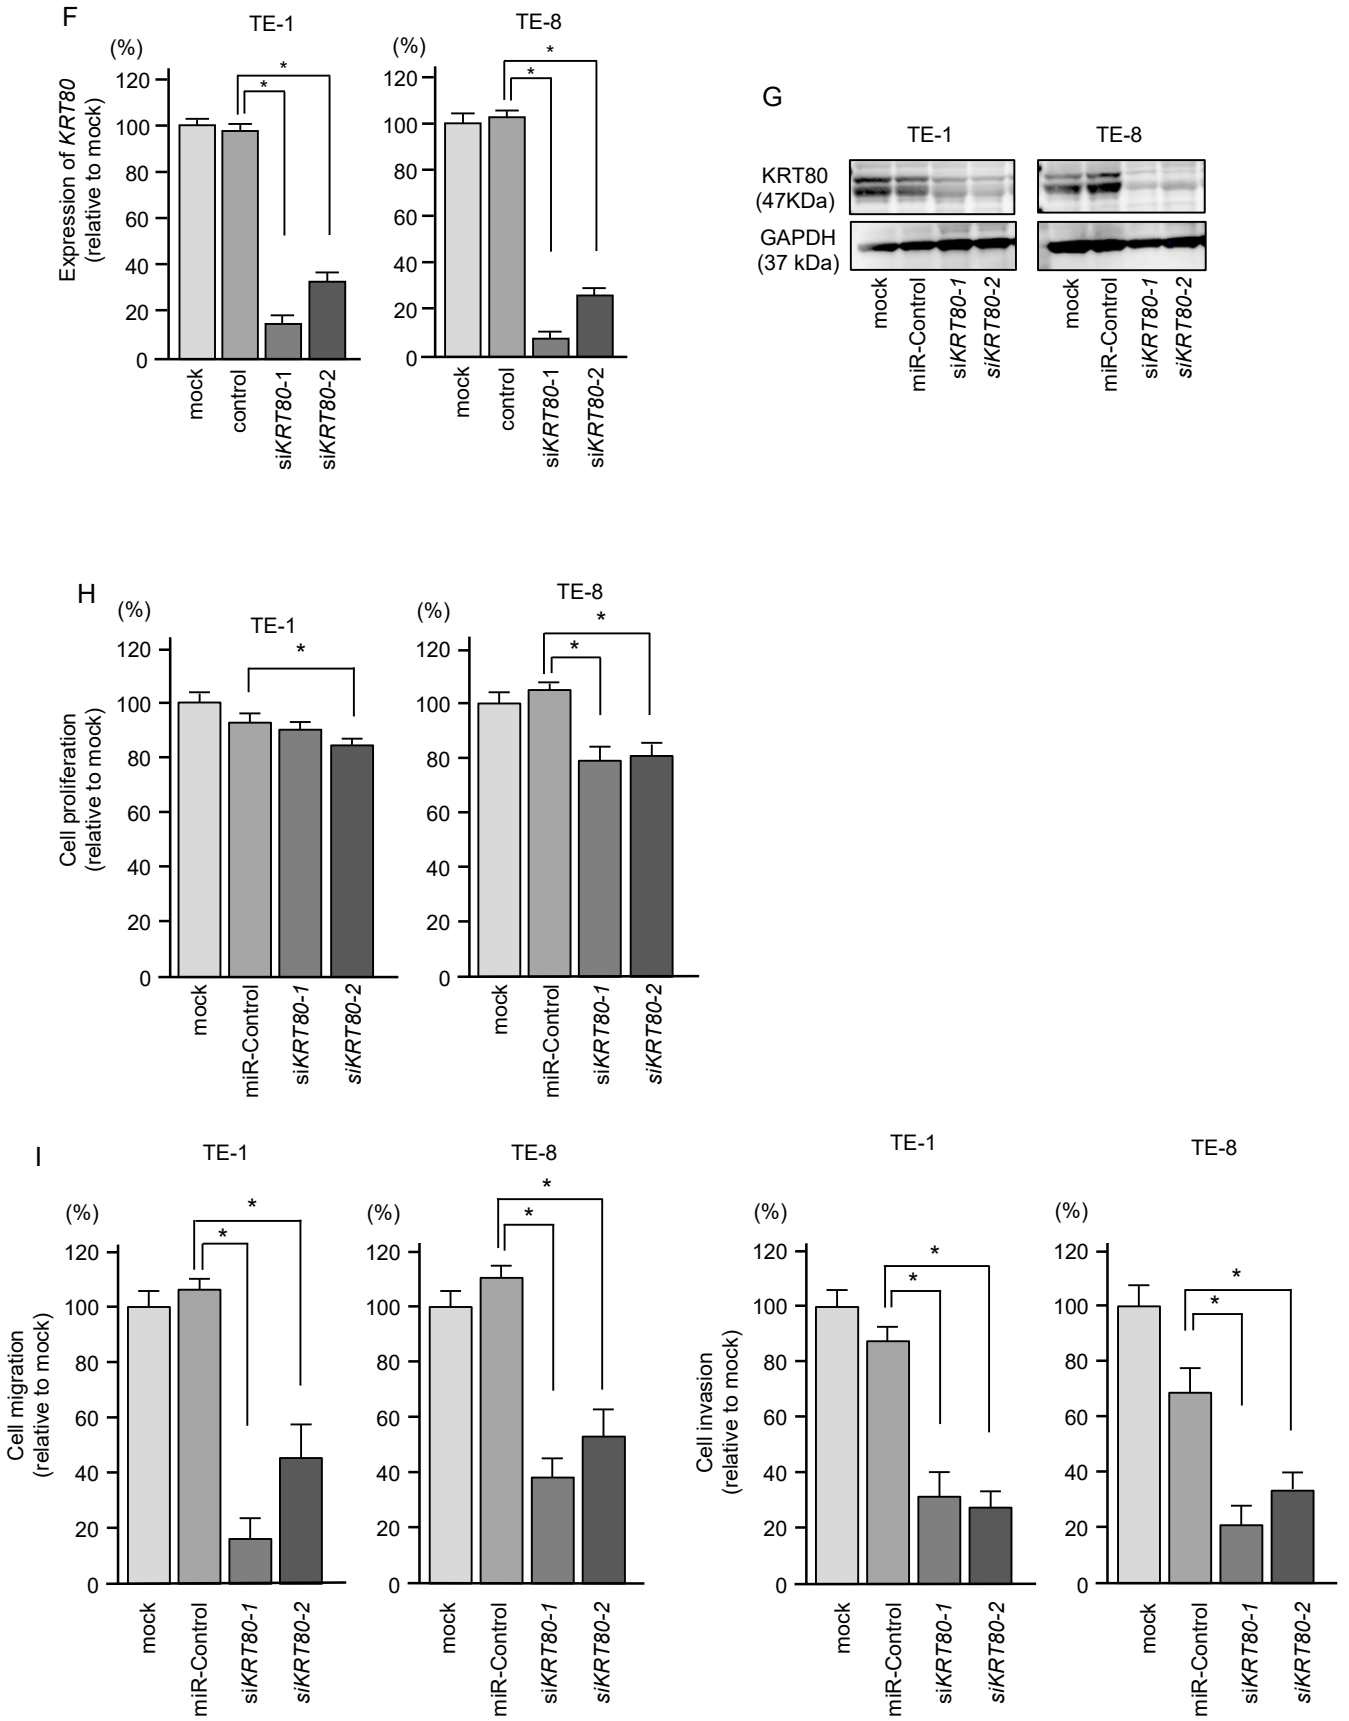 F
TE-1
TE-8
(%)
(%)
Expression of KRT80
(relative to mock)
120
100
80
60
40
20
0
*
*
mock
control
siKRT80-1
siKRT80-2
120
100
80
60
40
20
0
*
*
mock
control
siKRT80-1
siKRT80-2
G
TE-1
TE-8
KRT80
(47KDa)
GAPDH
(37 kDa)
mock
miR-Control
siKRT80-1
siKRT80-2
mock
miR-Control
siKRT80-1
siKRT80-2
H
(%)
TE-1
Cell proliferation
(relative to mock)
120
100
80
60
40
20
0
*
mock
miR-Control
siKRT80-1
siKRT80-2
(%)
TE-8
120
100
80
60
40
20
0
*
*
mock
miR-Control
siKRT80-1
siKRT80-2
I
TE-1
(%)
Cell migration
(relative to mock)
120
100
80
60
40
20
0
*
*
mock
miR-Control
siKRT80-1
siKRT80-2
TE-8
(%)
120
100
80
60
40
20
0
*
*
mock
miR-Control
siKRT80-1
siKRT80-2
TE-1
(%)
Cell invasion
(relative to mock)
120
100
80
60
40
20
0
*
*
mock
miR-Control
siKRT80-1
siKRT80-2
TE-8
(%)
120
100
80
60
40
20
0
*
*
mock
miR-Control
siKRT80-1
siKRT80-2